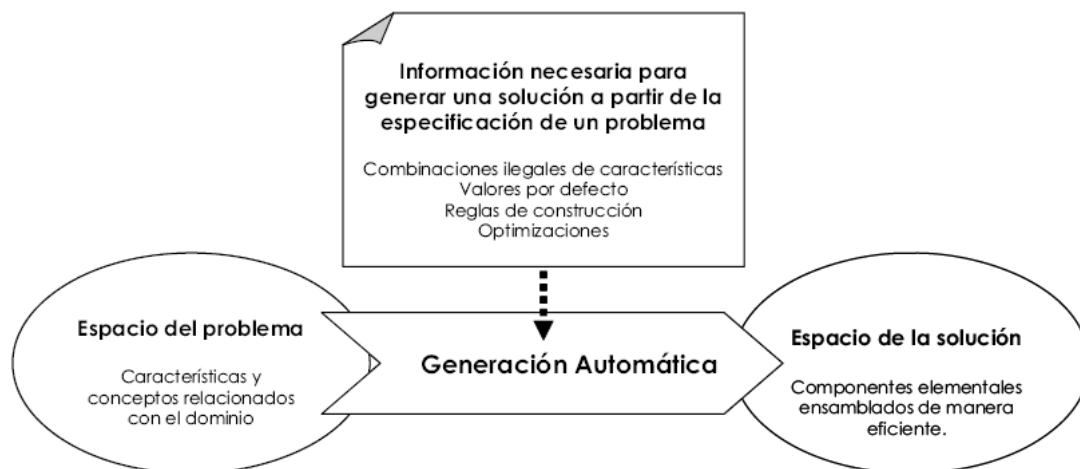 Información necesaria para
generar una solución a partir de la
especificación de un problema
Combinaciones ilegales de características
Valores por defecto
Reglas de construcción
Optimizaciones
Espacio del problema
Características y
conceptos relacionados
con el dominio
Generación Automática
Espacio de la solución
Componentes elementales
ensamblados de manera
eficiente.